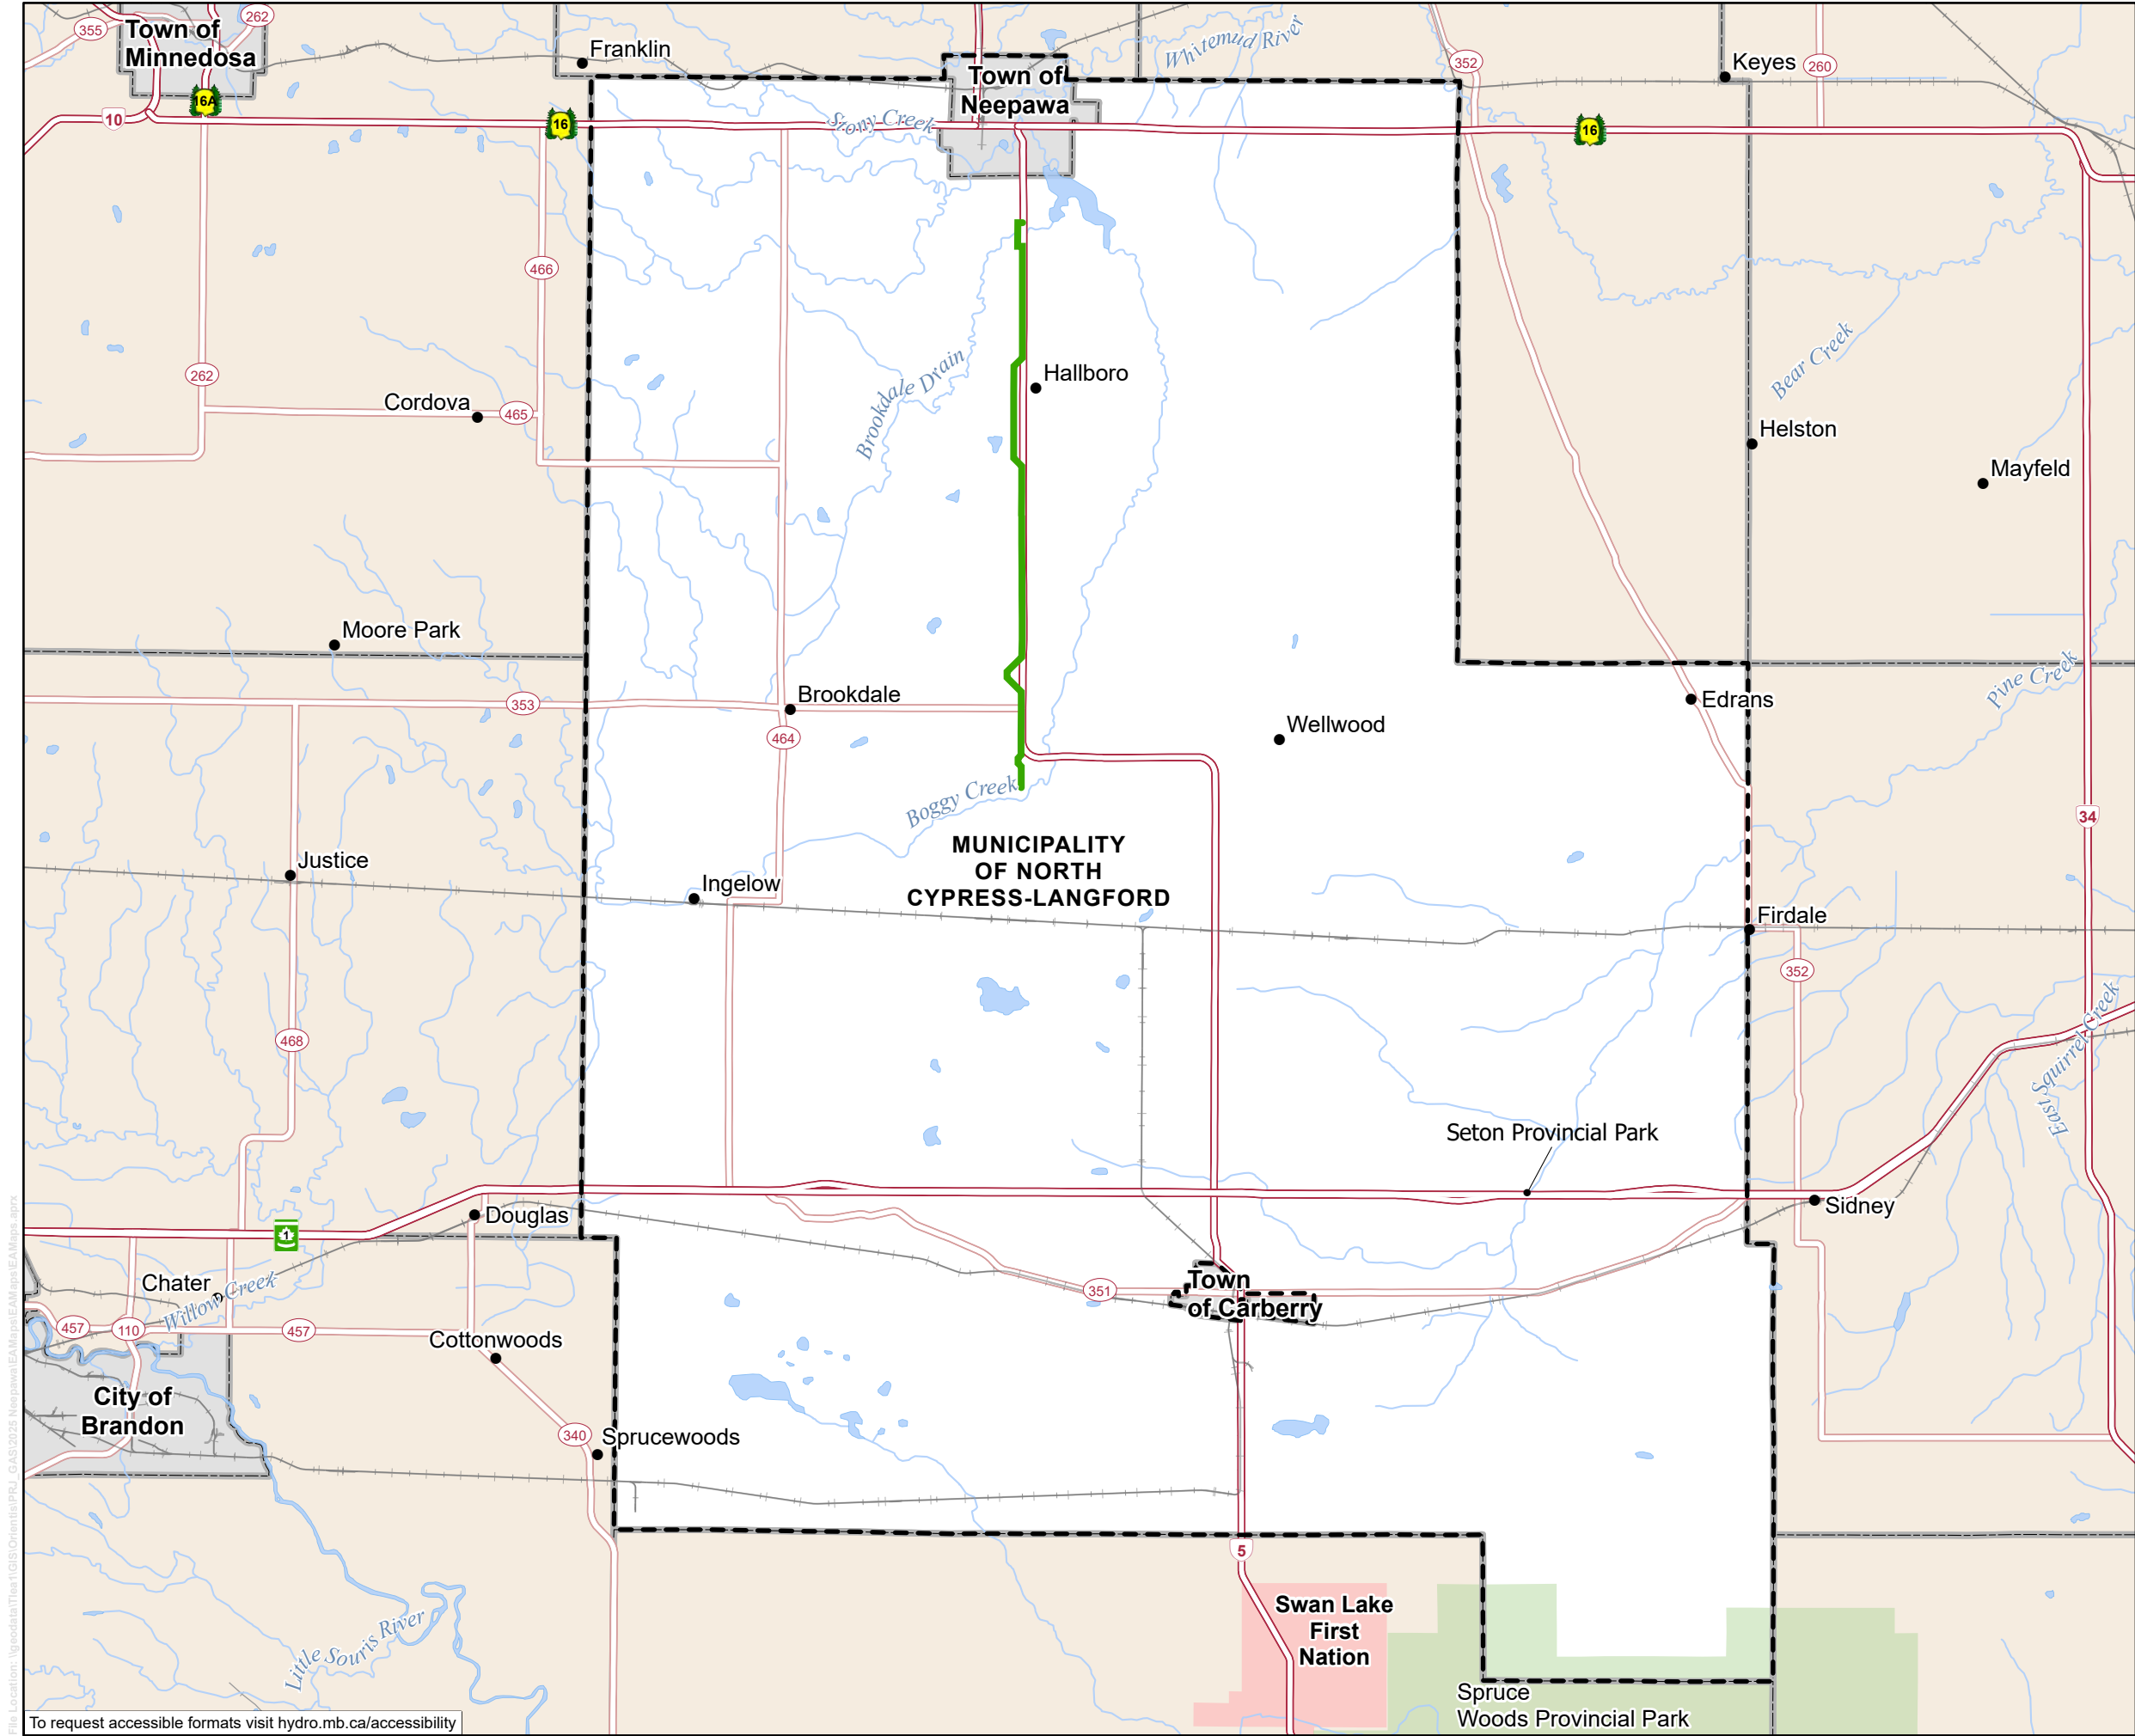 355
Town of
Minnedosa
262
16A
10
Franklin
16
Stony Creek
Town of
Neepawa
Whitemud River
352
16
Keyes
260
466
262
Cordova
465
Brookdale Drain
Hallboro
Bear Creek
Helston
Mayfeld
Moore Park
353
Brookdale
464
Wellwood
Edrans
Pine Creek
Boggy Creek
34
MUNICIPALITY
OF NORTH
CYPRESS-LANGFORD
Justice
Ingelow
Firdale
352
468
East Squirrel Creek
Seton Provincial Park
Douglas
1
Sidney
Chater
Willow Creek
351
Town
of Carberry
457
110
457
Cottonwoods
City of
Brandon
340
Sprucewoods
5
Swan Lake
First
Nation
Little Souris River
Spruce
Woods Provincial Park
To request accessible formats visit hydro.mb.ca/accessibility